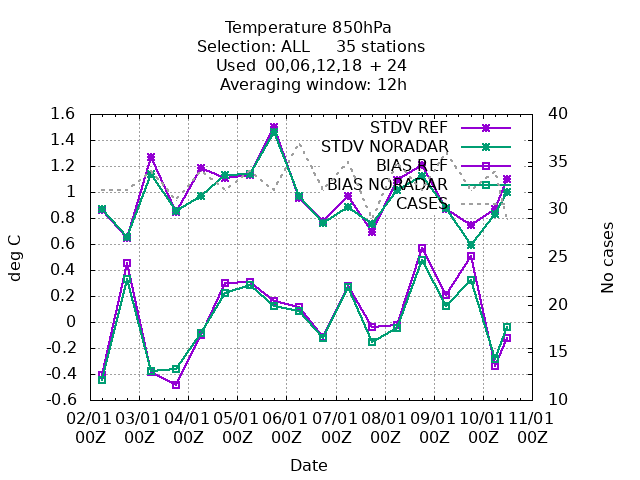 Temperature 850hPa
Selection: ALL 35 stations
Used 00,06,12,18 + 24
Averaging window: 12h
1.6
1.4
1.2
1
0.8
0.6
0.4
0.2
0
-0.2
-0.4
-0.6
deg C
40
35
30
25
20
15
10
No cases
STDV REF
STDV NORADAR
BIAS REF
BIAS NORADAR
CASES
02/01 03/01 04/01 05/01 06/01 07/01 08/01 09/01 10/01 11/01
00Z 00Z 00Z 00Z 00Z 00Z 00Z 00Z 00Z 00Z
Date